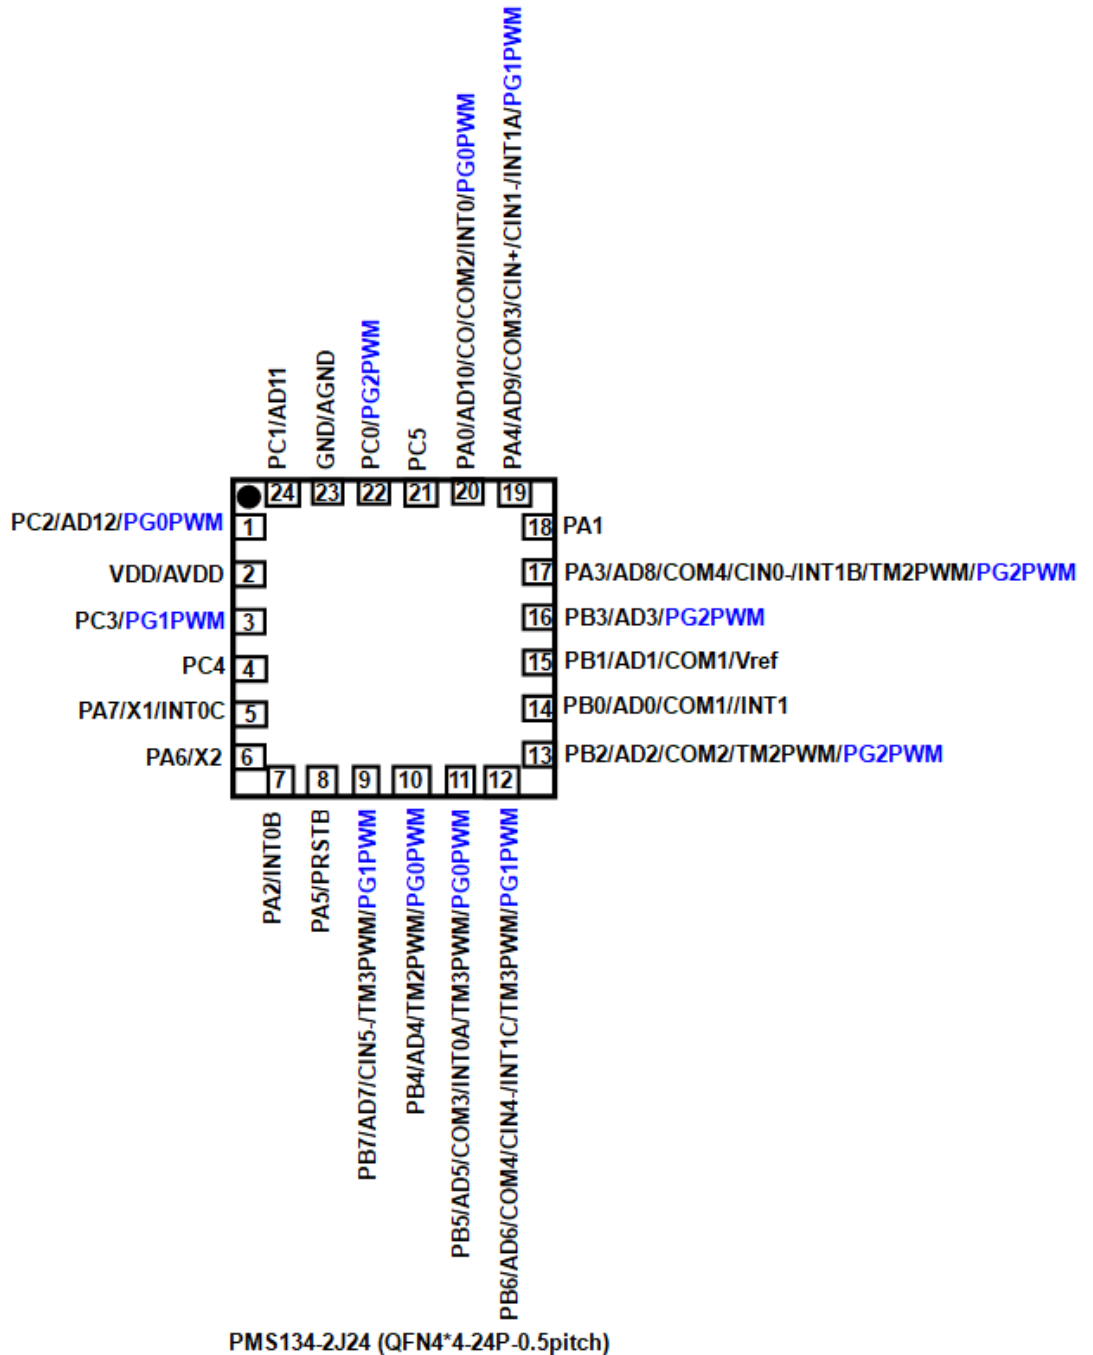 PA4/AD9/COM3/CIN+/CIN1-/INT1A/PG1PWM
PA0/AD10/CO/COM2/INT0/PG0PWM
PC5
PC0/PG2PWM
GND/AGND
PC1/AD11
24 23 22 21 20 19
PC2/AD12/PG0PWM 1
VDD/AVDD 2
PC3/PG1PWM 3
PC4 4
PA7/X1/INT0C 5
PA6/X2 6
18 PA1
17 PA3/AD8/COM4/CIN0-/INT1B/TM2PWM/PG2PWM
16 PB3/AD3/PG2PWM
15 PB1/AD1/COM1/Vref
14 PB0/AD0/COM1//INT1
13 PB2/AD2/COM2/TM2PWM/PG2PWM
7 8 9 10 11 12
PA2/INT0B
PA5/PRSTB
PB7/AD7/CIN5-/TM3PWM/PG1PWM
PB4/AD4/TM2PWM/PG0PWM
PB5/AD5/COM3/INT0A/TM3PWM/PG0PWM
PB6/AD6/COM4/CIN4-/INT1C/TM3PWM/PG1PWM
PMS134-2J24 (QFN4*4-24P-0.5pitch)